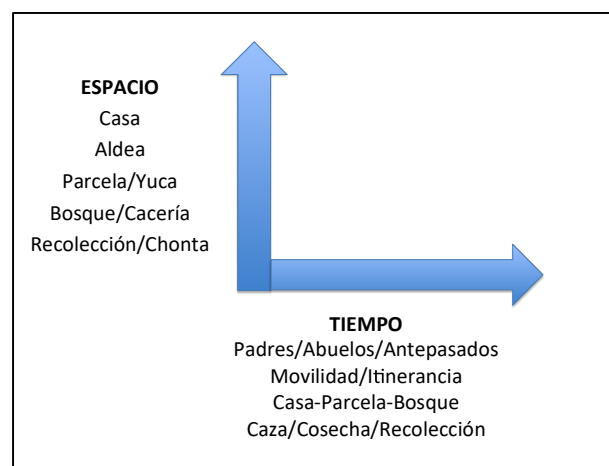 ESPACIO
Casa
Aldea
Parcela/Yuca
Bosque/Cacería
Recolección/Chonta
TIEMPO
Padres/Abuelos/Antepasados
Movilidad/Itinerancia
Casa-Parcela-Bosque
Caza/Cosecha/Recolección